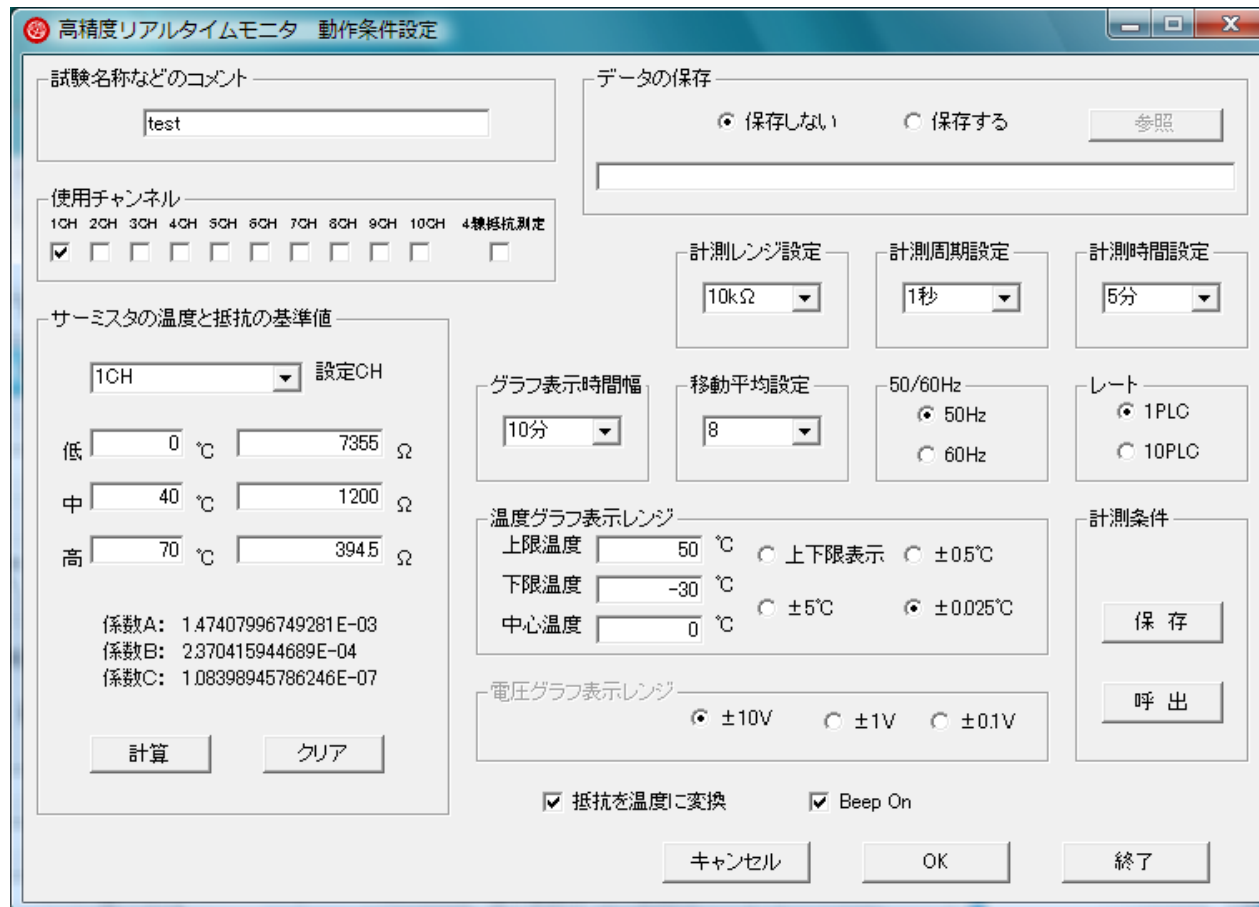 高精度リアルタイムモニタ 動作条件設定
試験名称などのコメント
test
データの保存
保存しない 保存する 参照
使用チャンネル
1CH 2CH 3CH 4CH 5CH 6CH 7CH 8CH 9CH 10CH 4線抵抗測定
計測レンジ設定
10kΩ
計測周期設定
1秒
計測時間設定
5分
サーミスタの温度と抵抗の基準値
1CH 設定CH
低 0 ℃ 7355 Ω
中 40 ℃ 1200 Ω
高 70 ℃ 394.5 Ω
係数A: 1.47407996749281E-03
係数B: 2.370415944689E-04
係数C: 1.08398945786246E-07
計算 クリア
グラフ表示時間幅
10分
移動平均設定
8
50/60Hz
50Hz
60Hz
レート
1PLC
10PLC
温度グラフ表示レンジ
上限温度 50 ℃ 上下限表示 ±0.5℃
下限温度 -30 ℃
±5℃ ±0.025℃
中心温度 0 ℃
計測条件
保 存
呼 出
電圧グラフ表示レンジ
±10V ±1V ±0.1V
抵抗を温度に変換 Beep On
キャンセル OK 終了